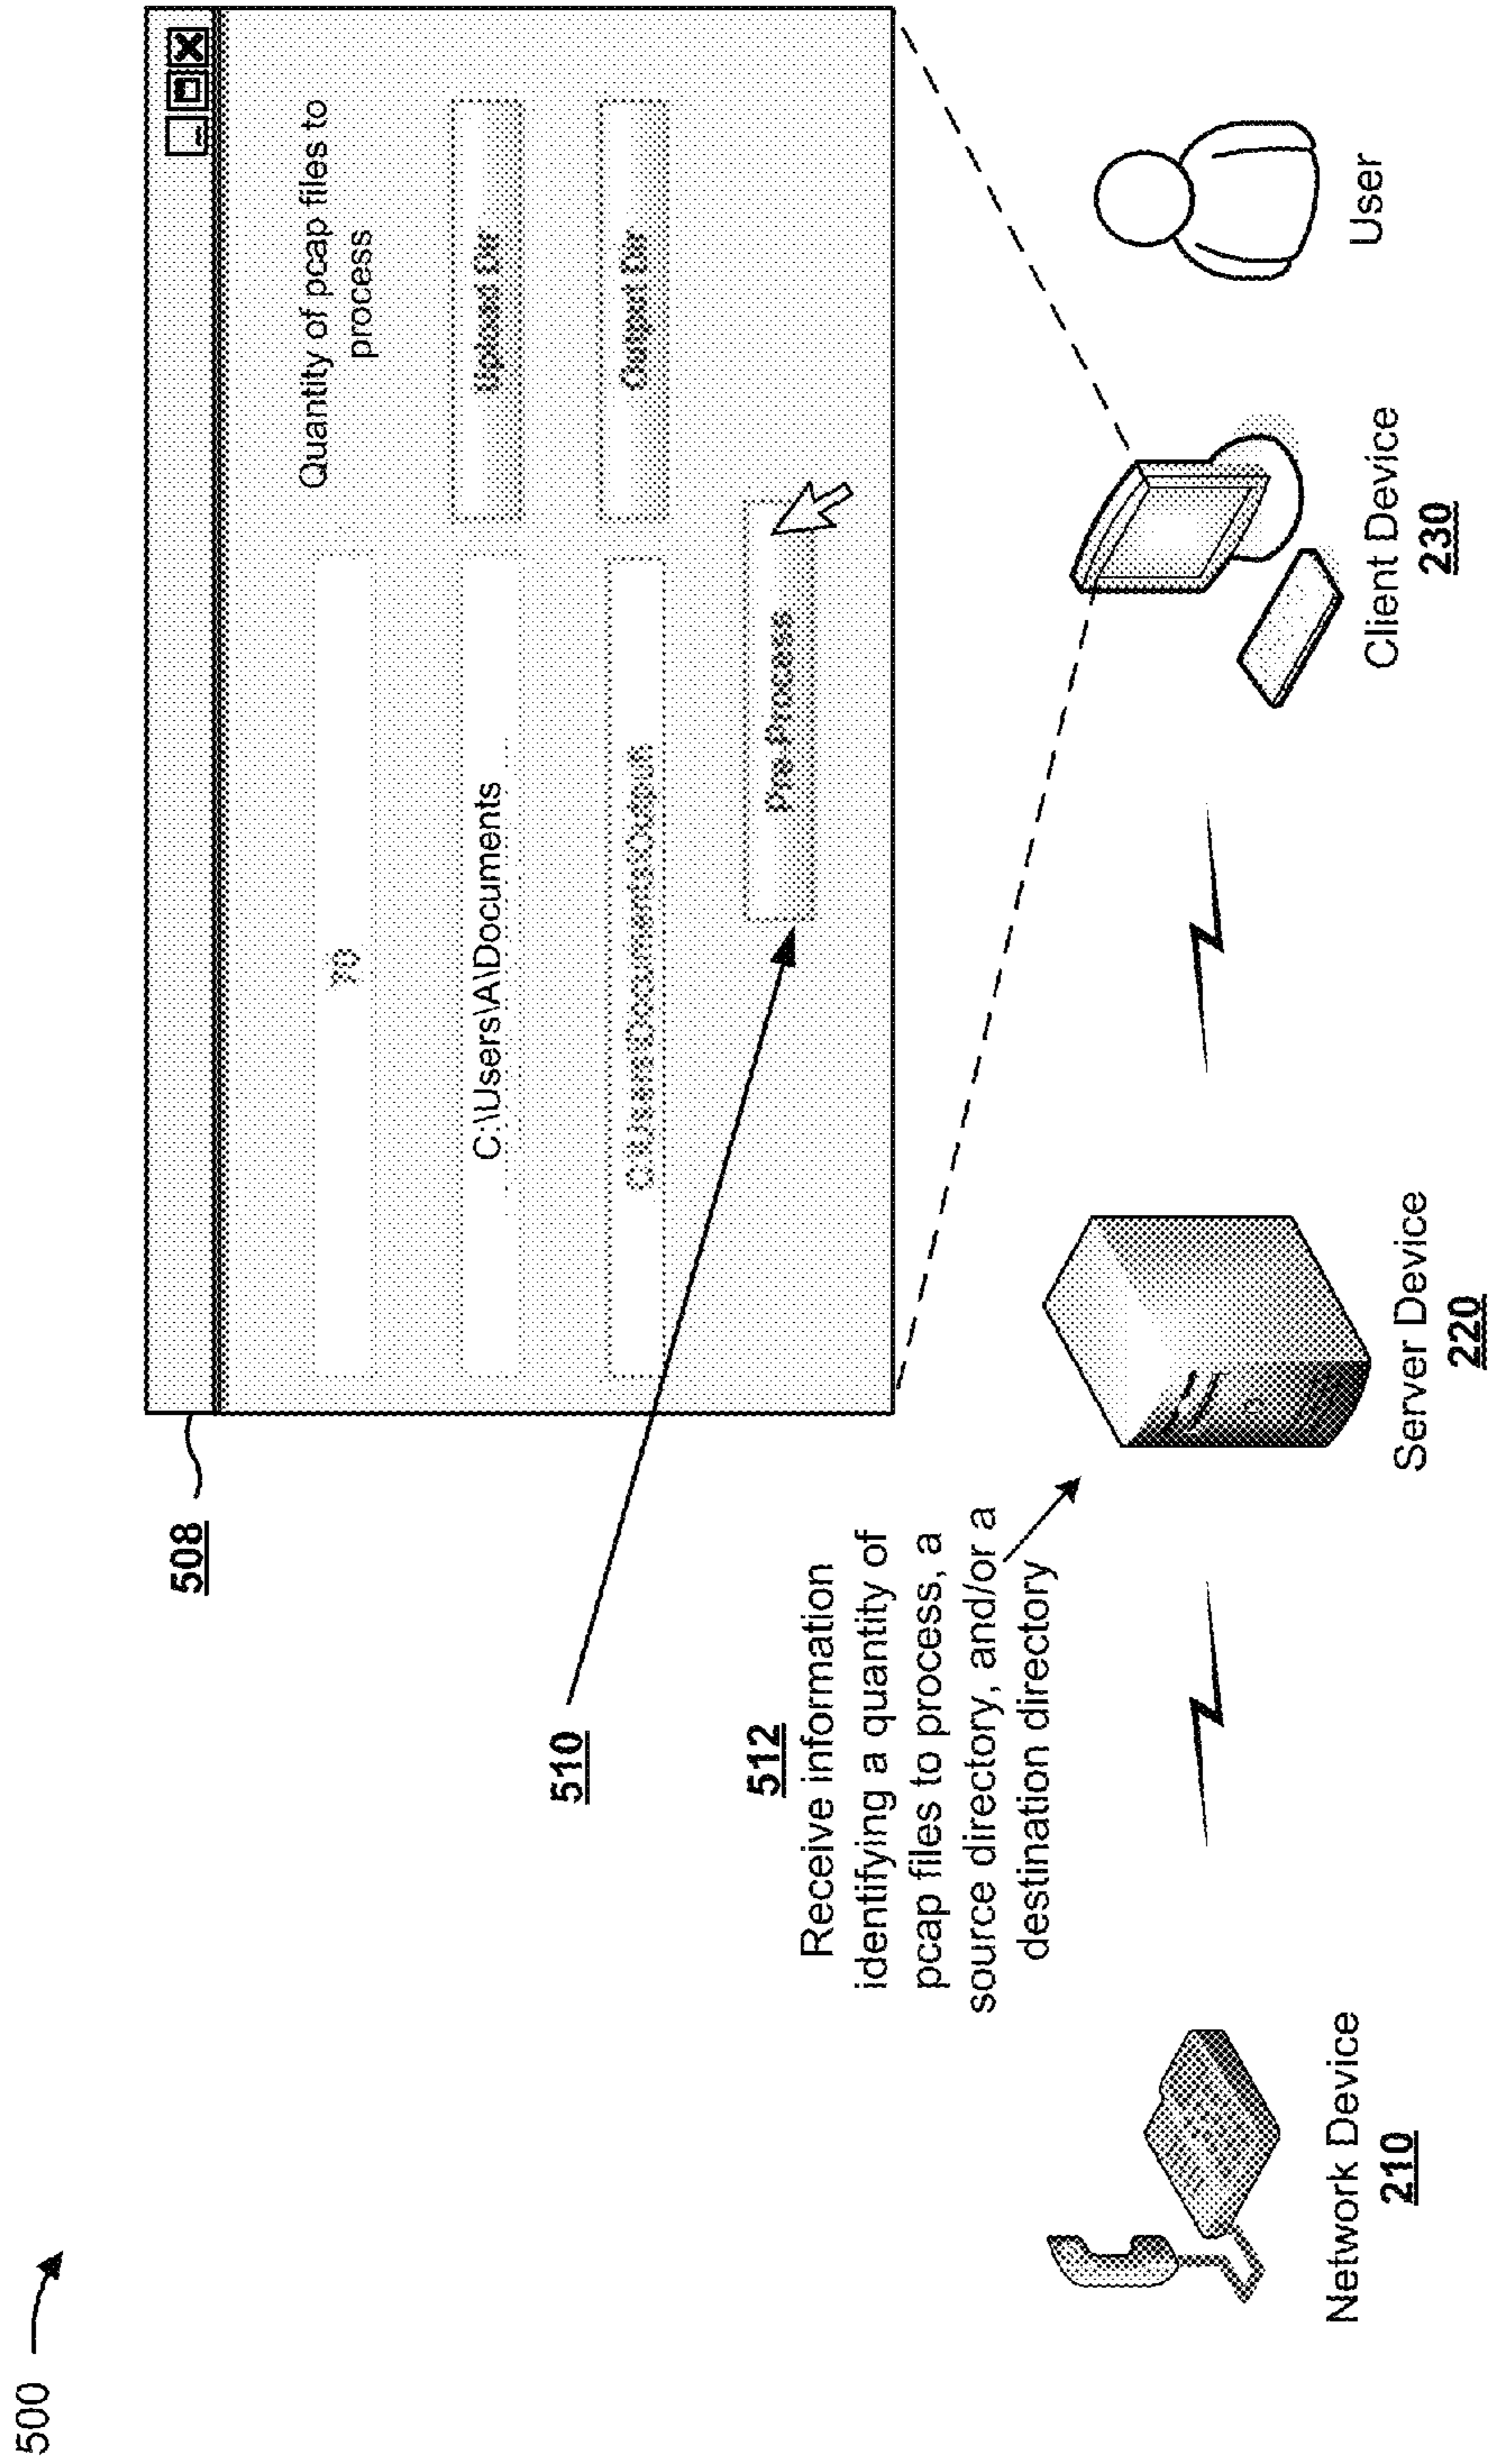 500
508
Quantity of pcap files to
process
70
C:\Users\A\Documents
Upload Dir
Output Dir
Pre-Process
510
512
Receive information
identifying a quantity of
pcap files to process, a
source directory, and/or a
destination directory
Network Device
210
Server Device
220
Client Device
230
User